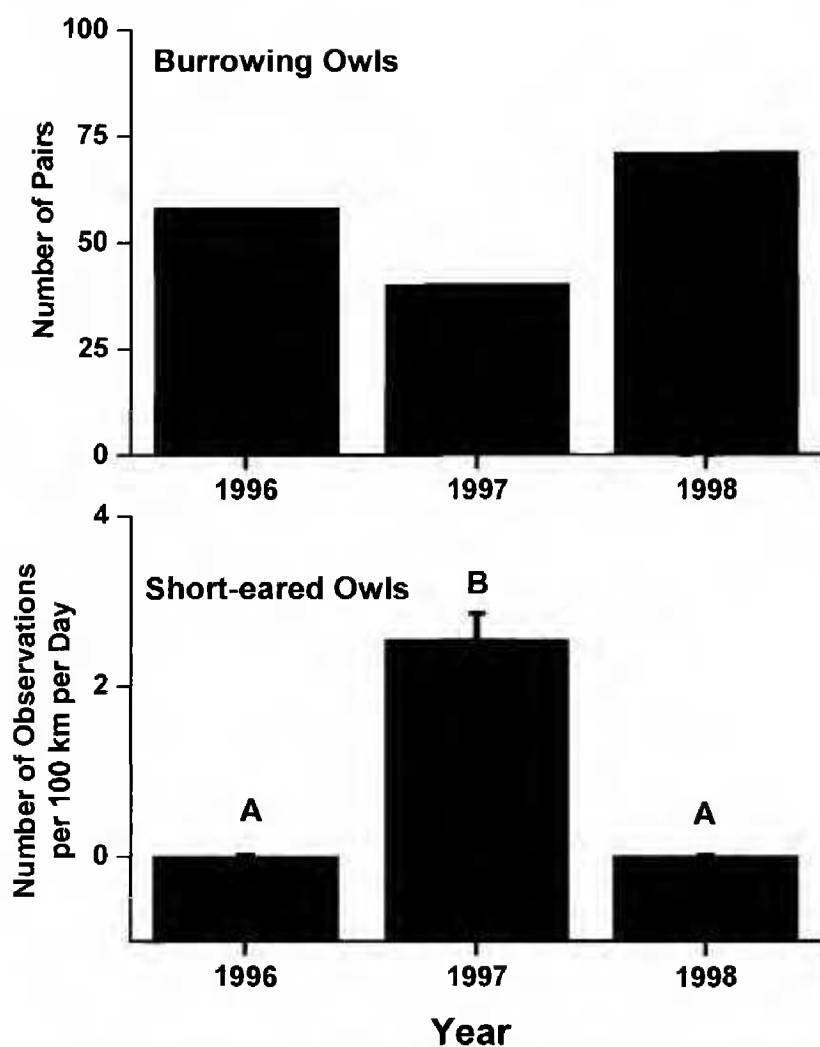 Burrowing Owls
Number of Pairs
100
75
50
25
0
1996
1997
1998
Short-eared Owls
Number of Observations
per 100 km per Day
4
2
0
A
B
A
1996
1997
1998
Year